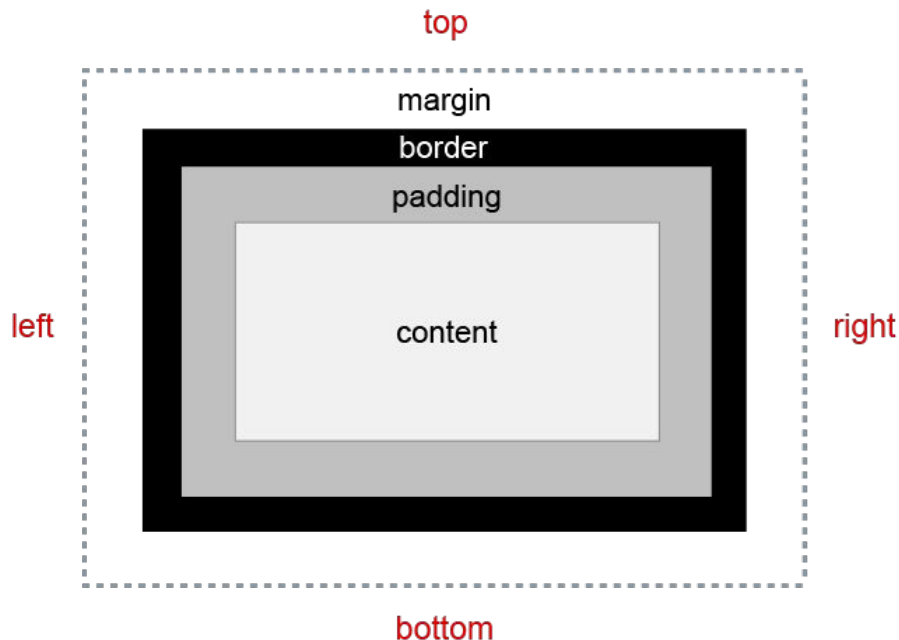 top
margin
border
padding
left
content
right
bottom